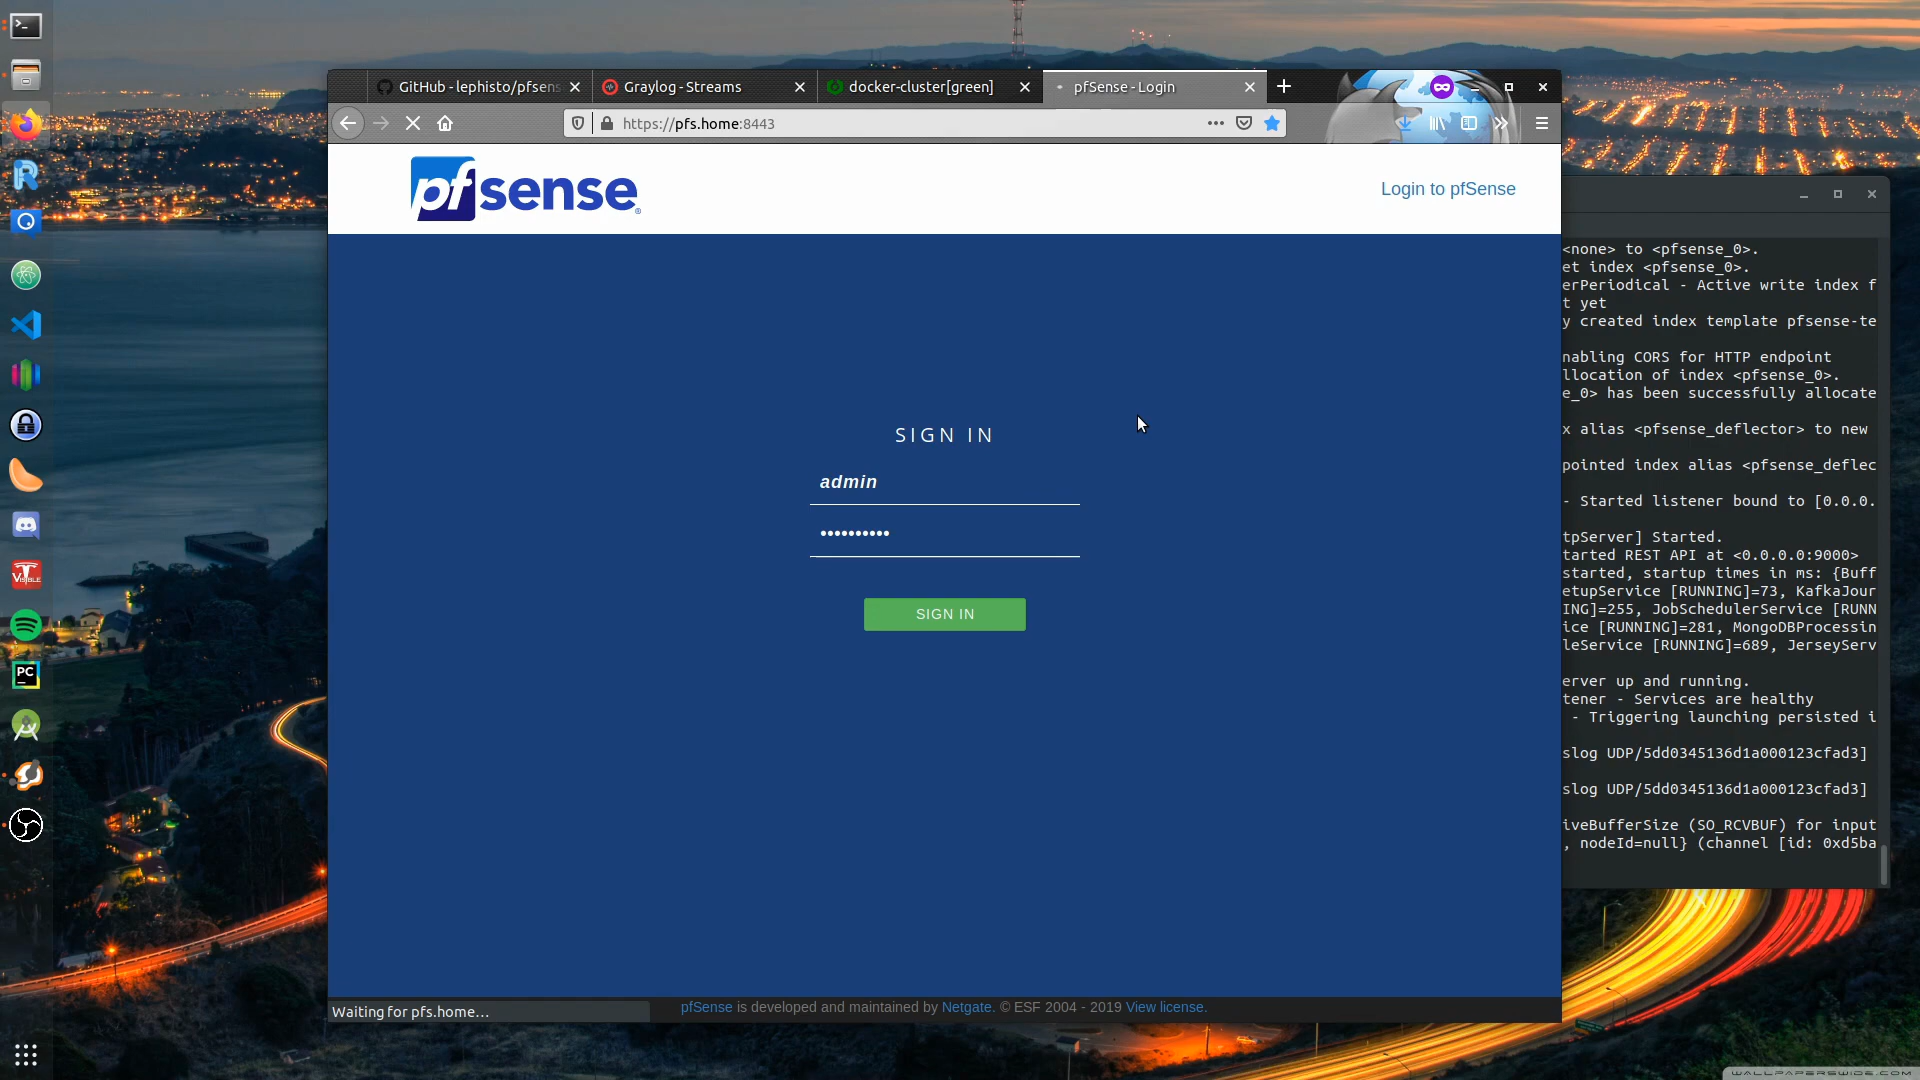 GitHub - lephisto/pfsens
Graylog - Streams
docker-cluster[green]
pfSense - Login
https://pfs.home:8443
pfsense
Login to pfSense
SIGN IN
admin
••••••••••
SIGN IN
Waiting for pfs.home…
pfSense is developed and maintained by Netgate. © ESF 2004 - 2019 View license.
<none> to <pfsense_0>.
et index <pfsense_0>.
erPeriodical - Active write index f
t yet
y created index template pfsense-te
nabling CORS for HTTP endpoint
llocation of index <pfsense_0>.
e_0> has been successfully allocate
x alias <pfsense_deflector> to new
pointed index alias <pfsense_deflec
- Started listener bound to [0.0.0.
tpServer] Started.
tarted REST API at <0.0.0.0:9000>
started, startup times in ms: {Buff
etupService [RUNNING]=73, KafkaJour
ING]=255, JobSchedulerService [RUNN
ice [RUNNING]=281, MongoDBProcessin
leService [RUNNING]=689, JerseyServ
erver up and running.
tener - Services are healthy
- Triggering launching persisted i
slog UDP/5dd0345136d1a000123cfad3]
slog UDP/5dd0345136d1a000123cfad3]
iveBufferSize (SO_RCVBUF) for input
, nodeId=null} (channel [id: 0xd5ba
VISIBLE
PC
WALLPAPERSWIDE.COM